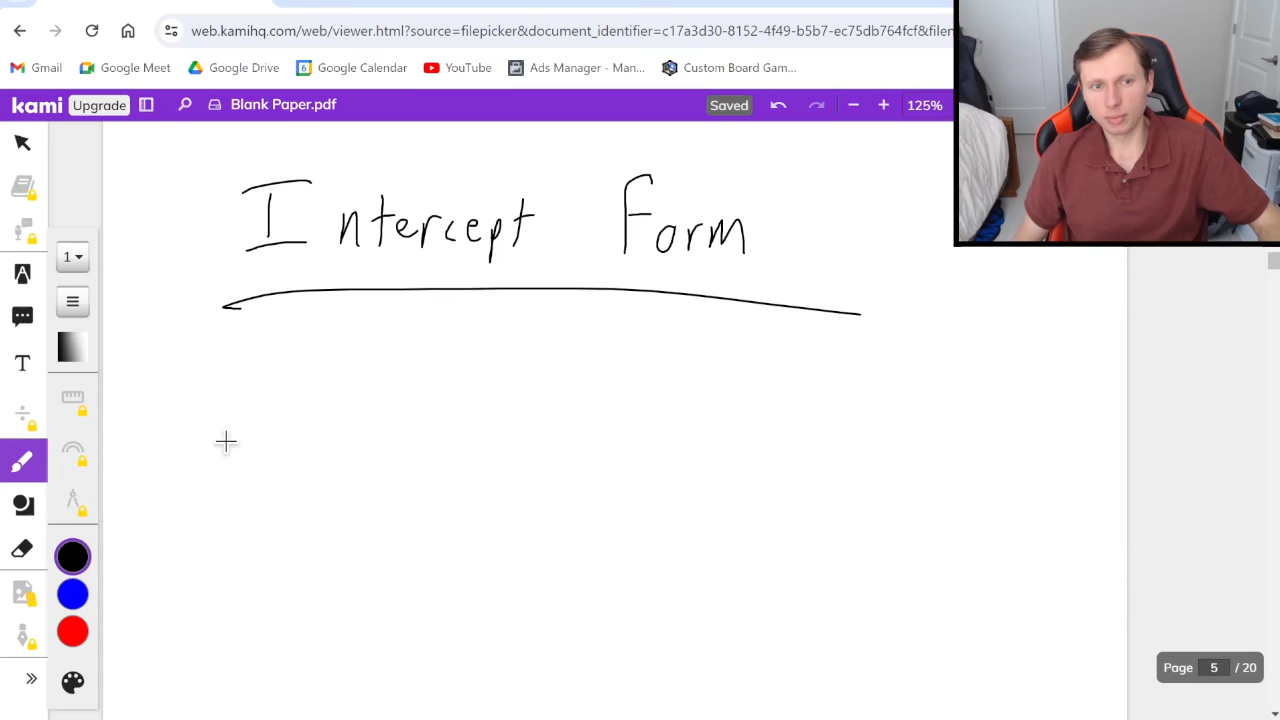 web.kamihq.com/web/viewer.html?source=filepicker&document_identifier=c17a3d30-8152-4f49-b5b7-ec75db764fcf&filen
Gmail Google Meet Google Drive 6 Google Calendar YouTube Ads Manager - Man... Custom Board Gam...
kami Upgrade Blank Paper.pdf Saved 125%
Intercept Form
1
T
Page 5 / 20